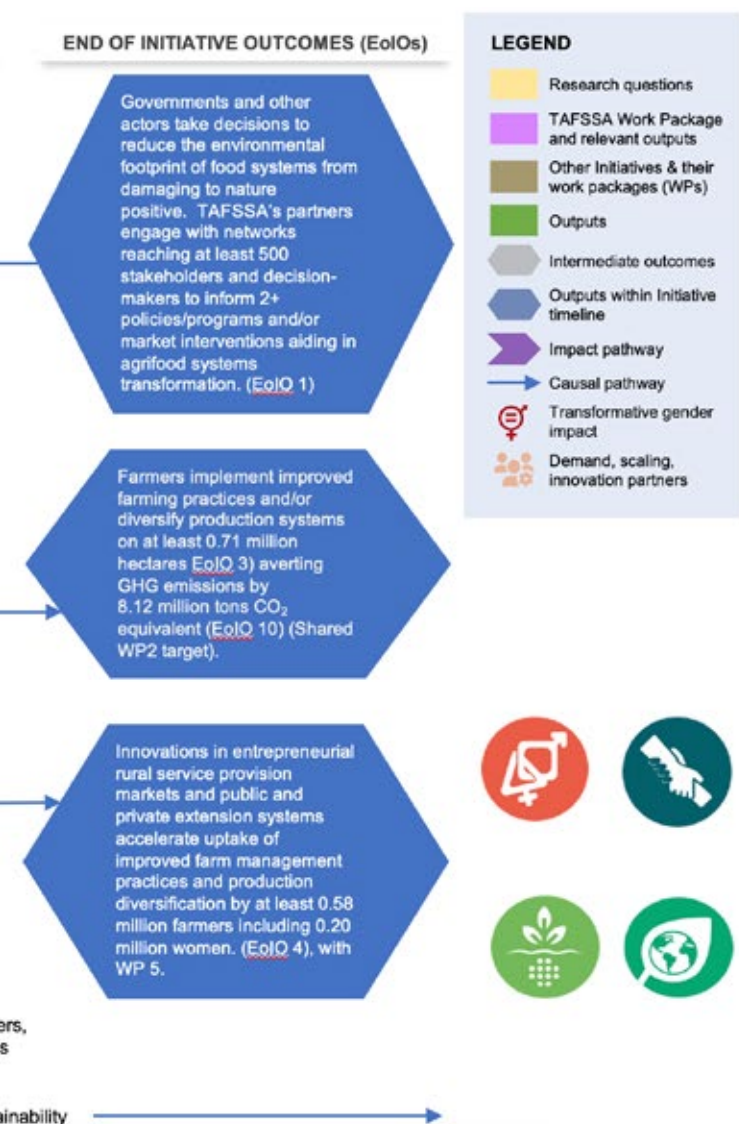 END OF INITIATIVE OUTCOMES (EoIOs)
Governments and other
actors take decisions to
reduce the environmental
footprint of food systems from
damaging to nature
positive. TAFSSA's partners
engage with networks
reaching at least 500
stakeholders and decision-
makers to inform 2+
policies/programs and/or
market interventions aiding in
agrifood systems
transformation. (EoIO 1)
Farmers implement improved
farming practices and/or
diversify production systems
on at least 0.71 million
hectares EoIO 3) averting
GHG emissions by
8.12 million tons CO₂
equivalent (EoIO 10) (Shared
WP2 target).
Innovations in entrepreneurial
rural service provision
markets and public and
private extension systems
accelerate uptake of
improved farm management
practices and production
diversification by at least 0.58
million farmers including 0.20
million women. (EoIO 4), with
WP 5.
LEGEND
Research questions
TAFSSA Work Package
and relevant outputs
Other Initiatives & their
work packages (WPs)
Outputs
Intermediate outcomes
Outputs within Initiative
timeline
Impact pathway
Causal pathway
Transformative gender
impact
Demand, scaling,
innovation partners